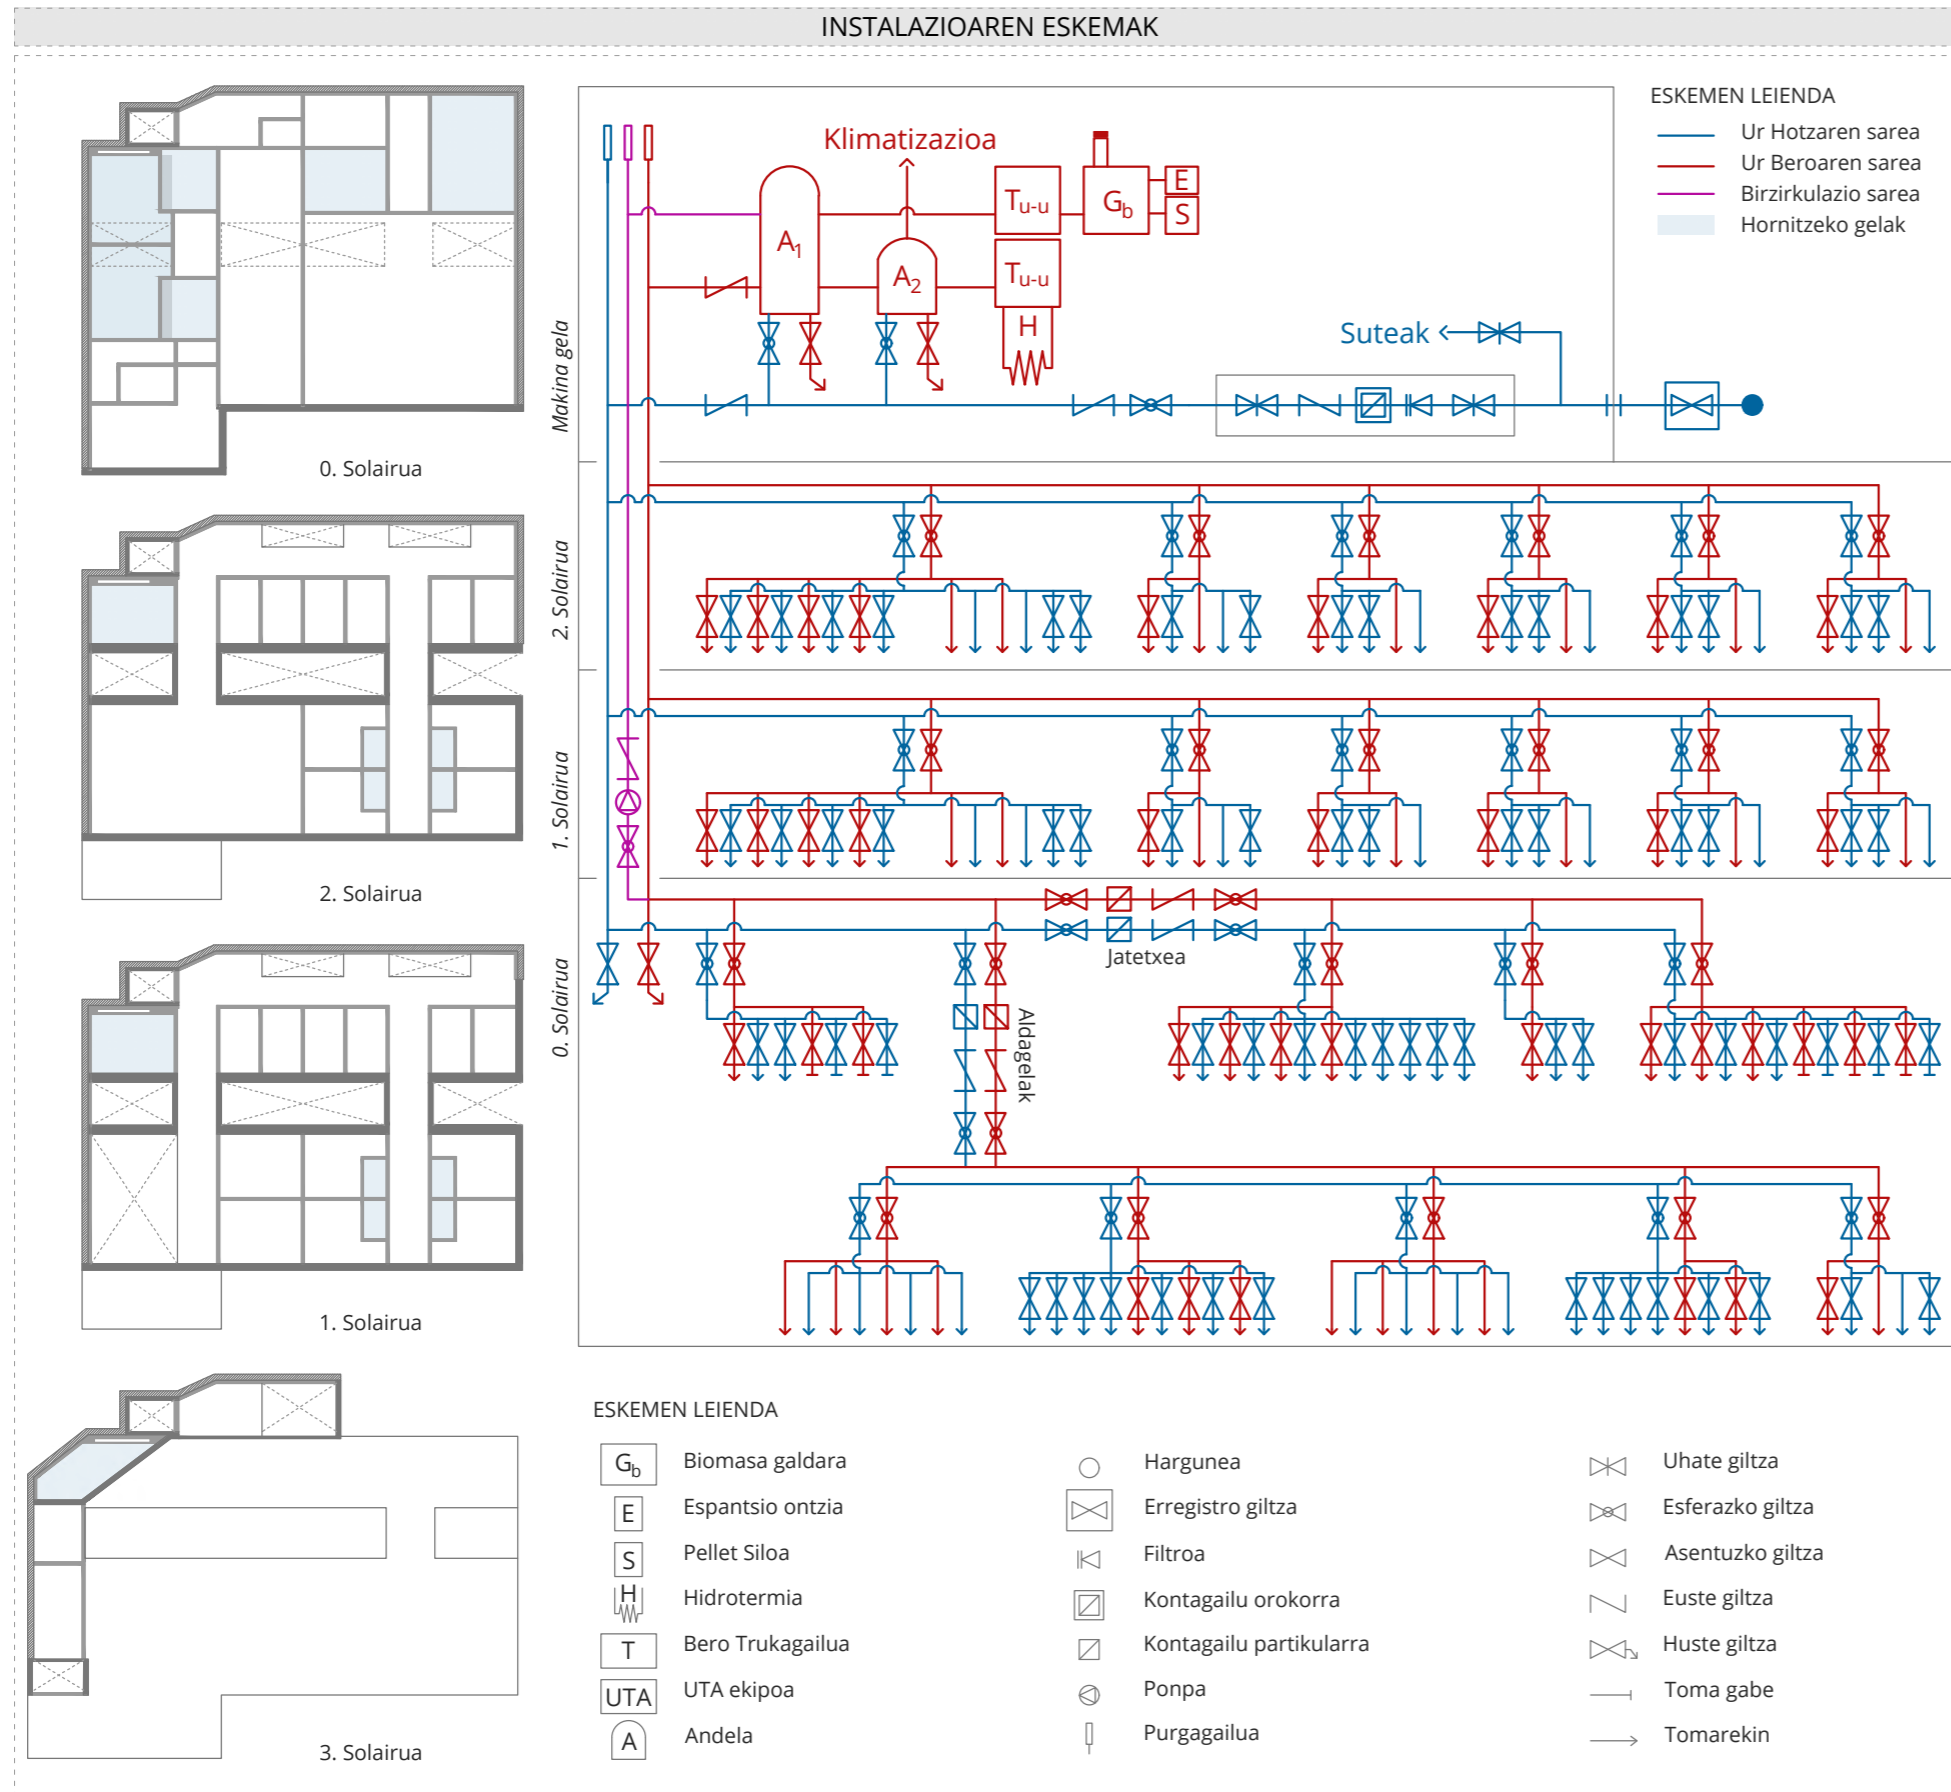 INSTALAZIOAREN ESKEMAK
0. Solairua
2. Solairua
1. Solairua
3. Solairua
Makina gela
2. Solairua
1. Solairua
0. Solairua
Klimatizazioa
A1
A2
Tu-u
Tu-u
Gb
E
S
H
Suteak
Jatetxea
Aldagelak
ESKEMEN LEIENDA
Ur Hotzaren sarea
Ur Beroaren sarea
Birzirkulazio sarea
Hornitzeko gelak
ESKEMEN LEIENDA
Gb Biomasa galdara
E Espantsio ontzia
S Pellet Siloa
H Hidrotermia
T Bero Trukagailua
UTA UTA ekipoa
A Andela
Hargunea
Erregistro giltza
Filtroa
Kontagailu orokorra
Kontagailu partikularra
Ponpa
Purgagailua
Uhate giltza
Esferazko giltza
Asentuzko giltza
Euste giltza
Huste giltza
Toma gabe
Tomarekin